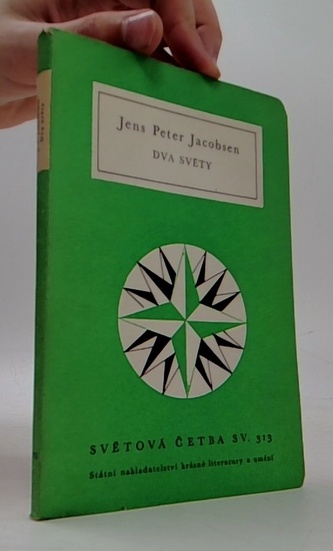 Jens Peter Jacobsen
DVA SVĚTY
SVĚTOVÁ ČETBA SV. 313
Státní nakladatelství krásné literatury a umění